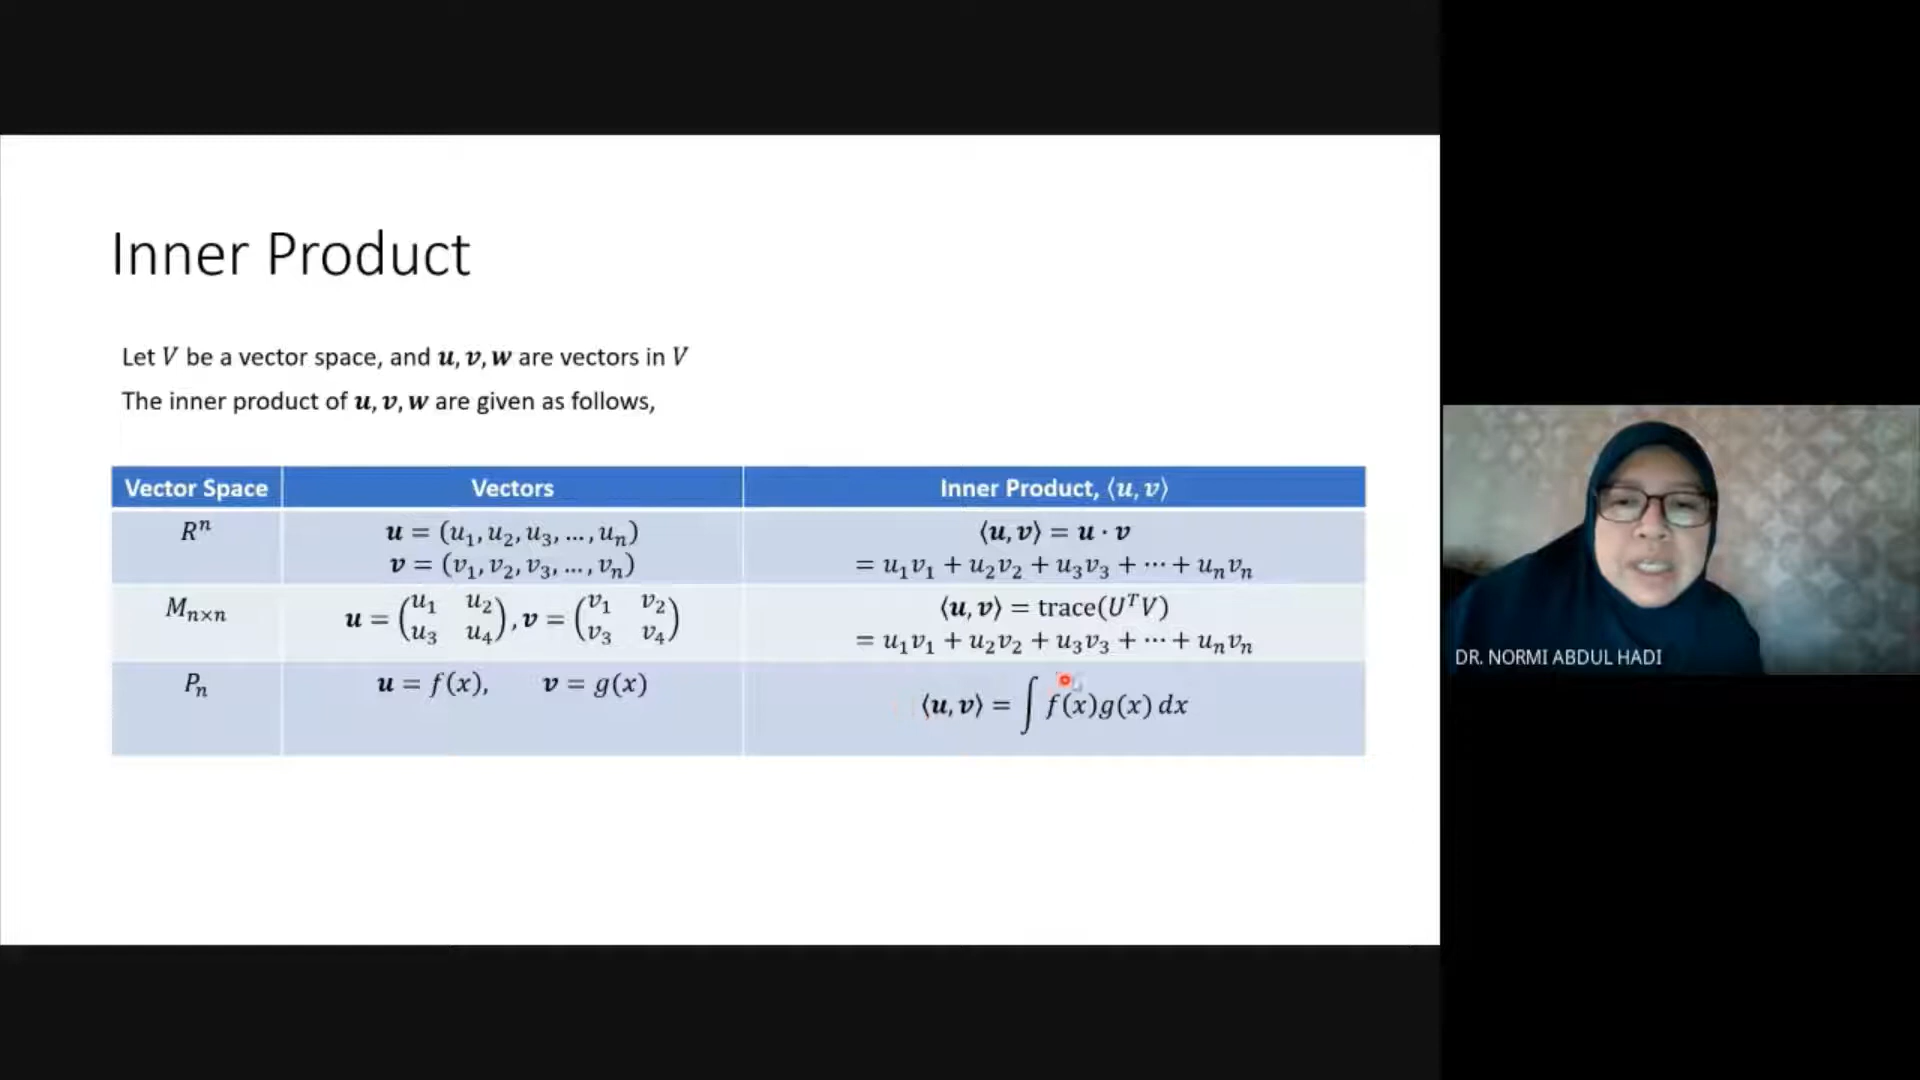 Inner Product
Let V be a vector space, and u, v, w are vectors in V
The inner product of u, v, w are given as follows,
Vector Space Vectors Inner Product, ⟨u, v⟩
Rⁿ
u = (u₁, u₂, u₃, …, uₙ)
v = (v₁, v₂, v₃, …, vₙ)
⟨u, v⟩ = u · v
= u₁v₁ + u₂v₂ + u₃v₃ + ⋯ + uₙvₙ
Mₙₓₙ
u = (u₁ u₂
u₃ u₄), v = (v₁ v₂
v₃ v₄)
⟨u, v⟩ = trace(UᵀV)
= u₁v₁ + u₂v₂ + u₃v₃ + ⋯ + uₙvₙ
Pₙ
u = f(x), v = g(x)
⟨u, v⟩ = ∫ f(x)g(x) dx
DR. NORMI ABDUL HADI